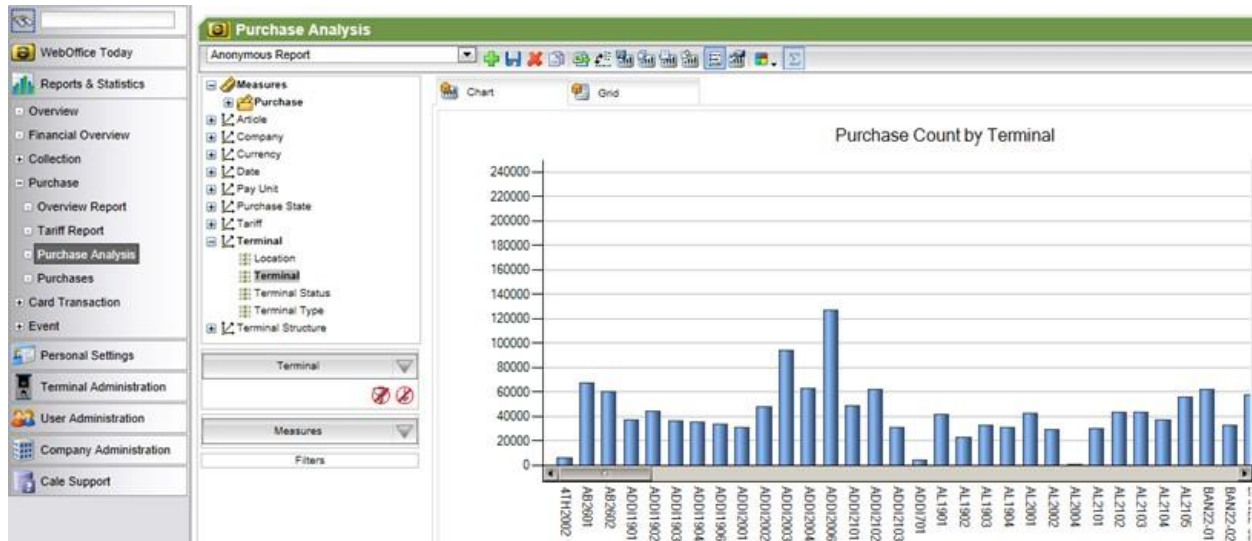 WebOffice Today
Reports & Statistics
Overview
Financial Overview
Collection
Purchase
Overview Report
Tariff Report
Purchase Analysis
Purchases
Card Transaction
Event
Personal Settings
Terminal Administration
User Administration
Company Administration
Cale Support
Purchase Analysis
Anonymous Report
Measures
Purchase
Article
Company
Currency
Date
Pay Unit
Purchase State
Tariff
Terminal
Location
Terminal
Terminal Status
Terminal Type
Terminal Structure
Terminal
Measures
Filters
Chart
Grid
Purchase Count by Terminal
240000
220000
200000
180000
160000
140000
120000
100000
80000
60000
40000
20000
0
4TH2002
AB2601
AB2602
ADDI1901
ADDI1902
ADDI1903
ADDI1904
ADDI1906
ADDI2001
ADDI2002
ADDI2003
ADDI2004
ADDI2006
ADDI2101
ADDI2102
ADDI2103
ADDI701
AL1901
AL1902
AL1903
AL1904
AL2001
AL2002
AL2004
AL2101
AL2102
AL2103
AL2104
AL2105
BAN22-01
BAN22-02